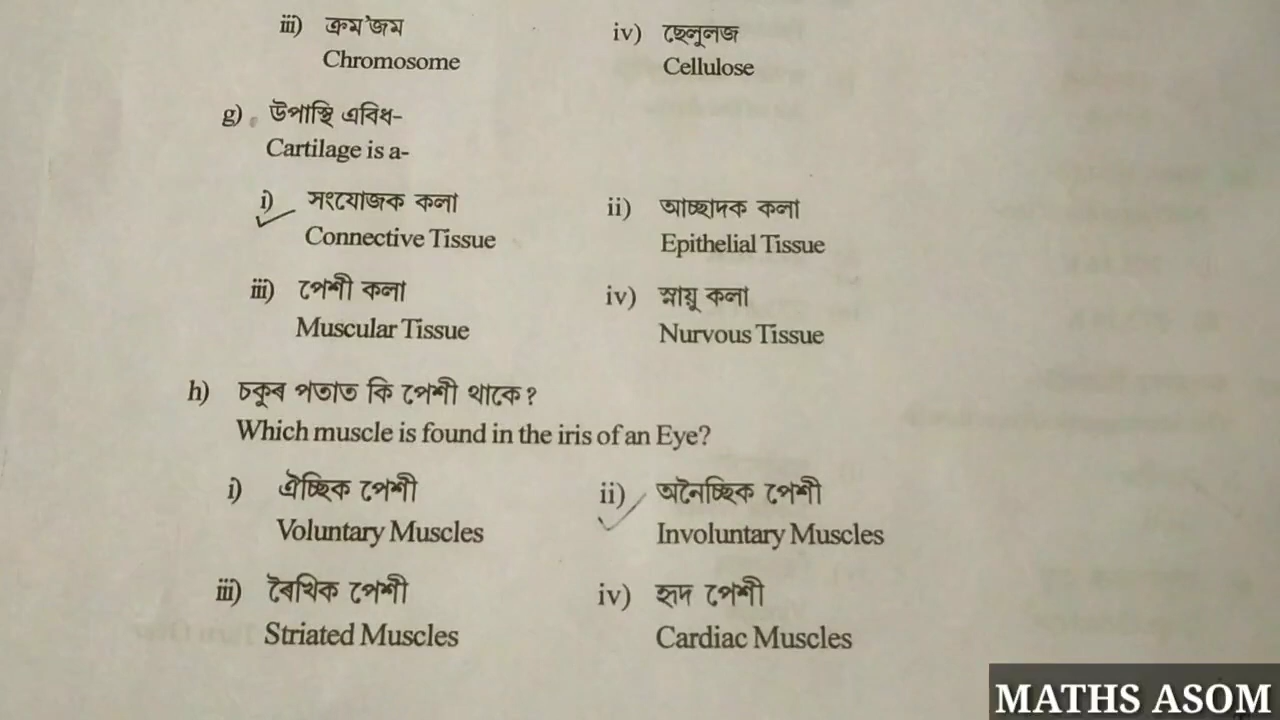 iii) ক্ৰম'জম iv) ছেলুলজ
Chromosome Cellulose
g) উপাস্থি এবিধ-
Cartilage is a-
i) সংযোজক কলা ii) আচ্ছাদক কলা
Connective Tissue Epithelial Tissue
iii) পেশী কলা iv) স্নায়ু কলা
Muscular Tissue Nurvous Tissue
h) চকুৰ পতাত কি পেশী থাকে?
Which muscle is found in the iris of an Eye?
i) ঐচ্ছিক পেশী ii) অনৈচ্ছিক পেশী
Voluntary Muscles Involuntary Muscles
iii) ৰৈখিক পেশী iv) হৃদ পেশী
Striated Muscles Cardiac Muscles
MATHS ASOM